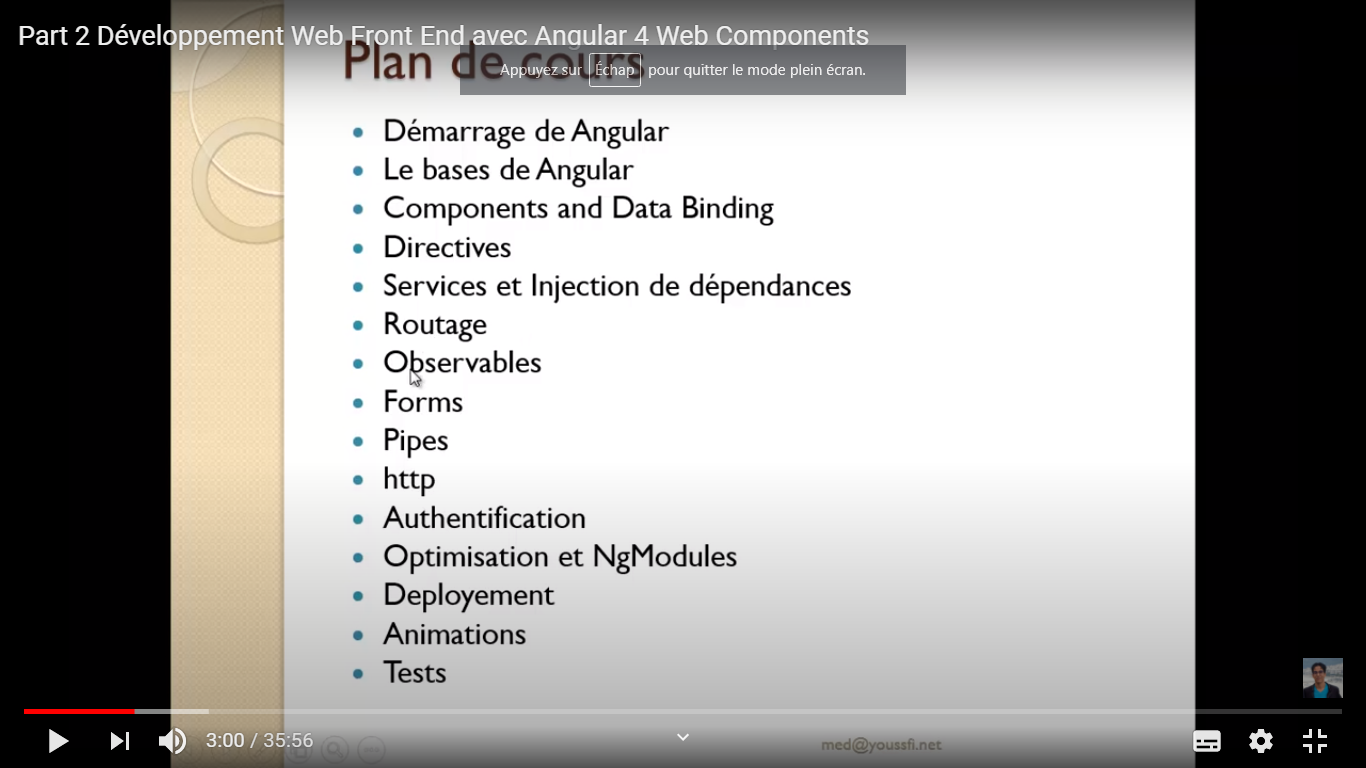 Part 2 Développement Web Front End avec Angular 4 Web Components
Plan de cours
Appuyez sur Échap pour quitter le mode plein écran.
Démarrage de Angular
Le bases de Angular
Components and Data Binding
Directives
Services et Injection de dépendances
Routage
Observables
Forms
Pipes
http
Authentification
Optimisation et NgModules
Deployement
Animations
Tests
3:00 / 35:56
med@youssfi.net